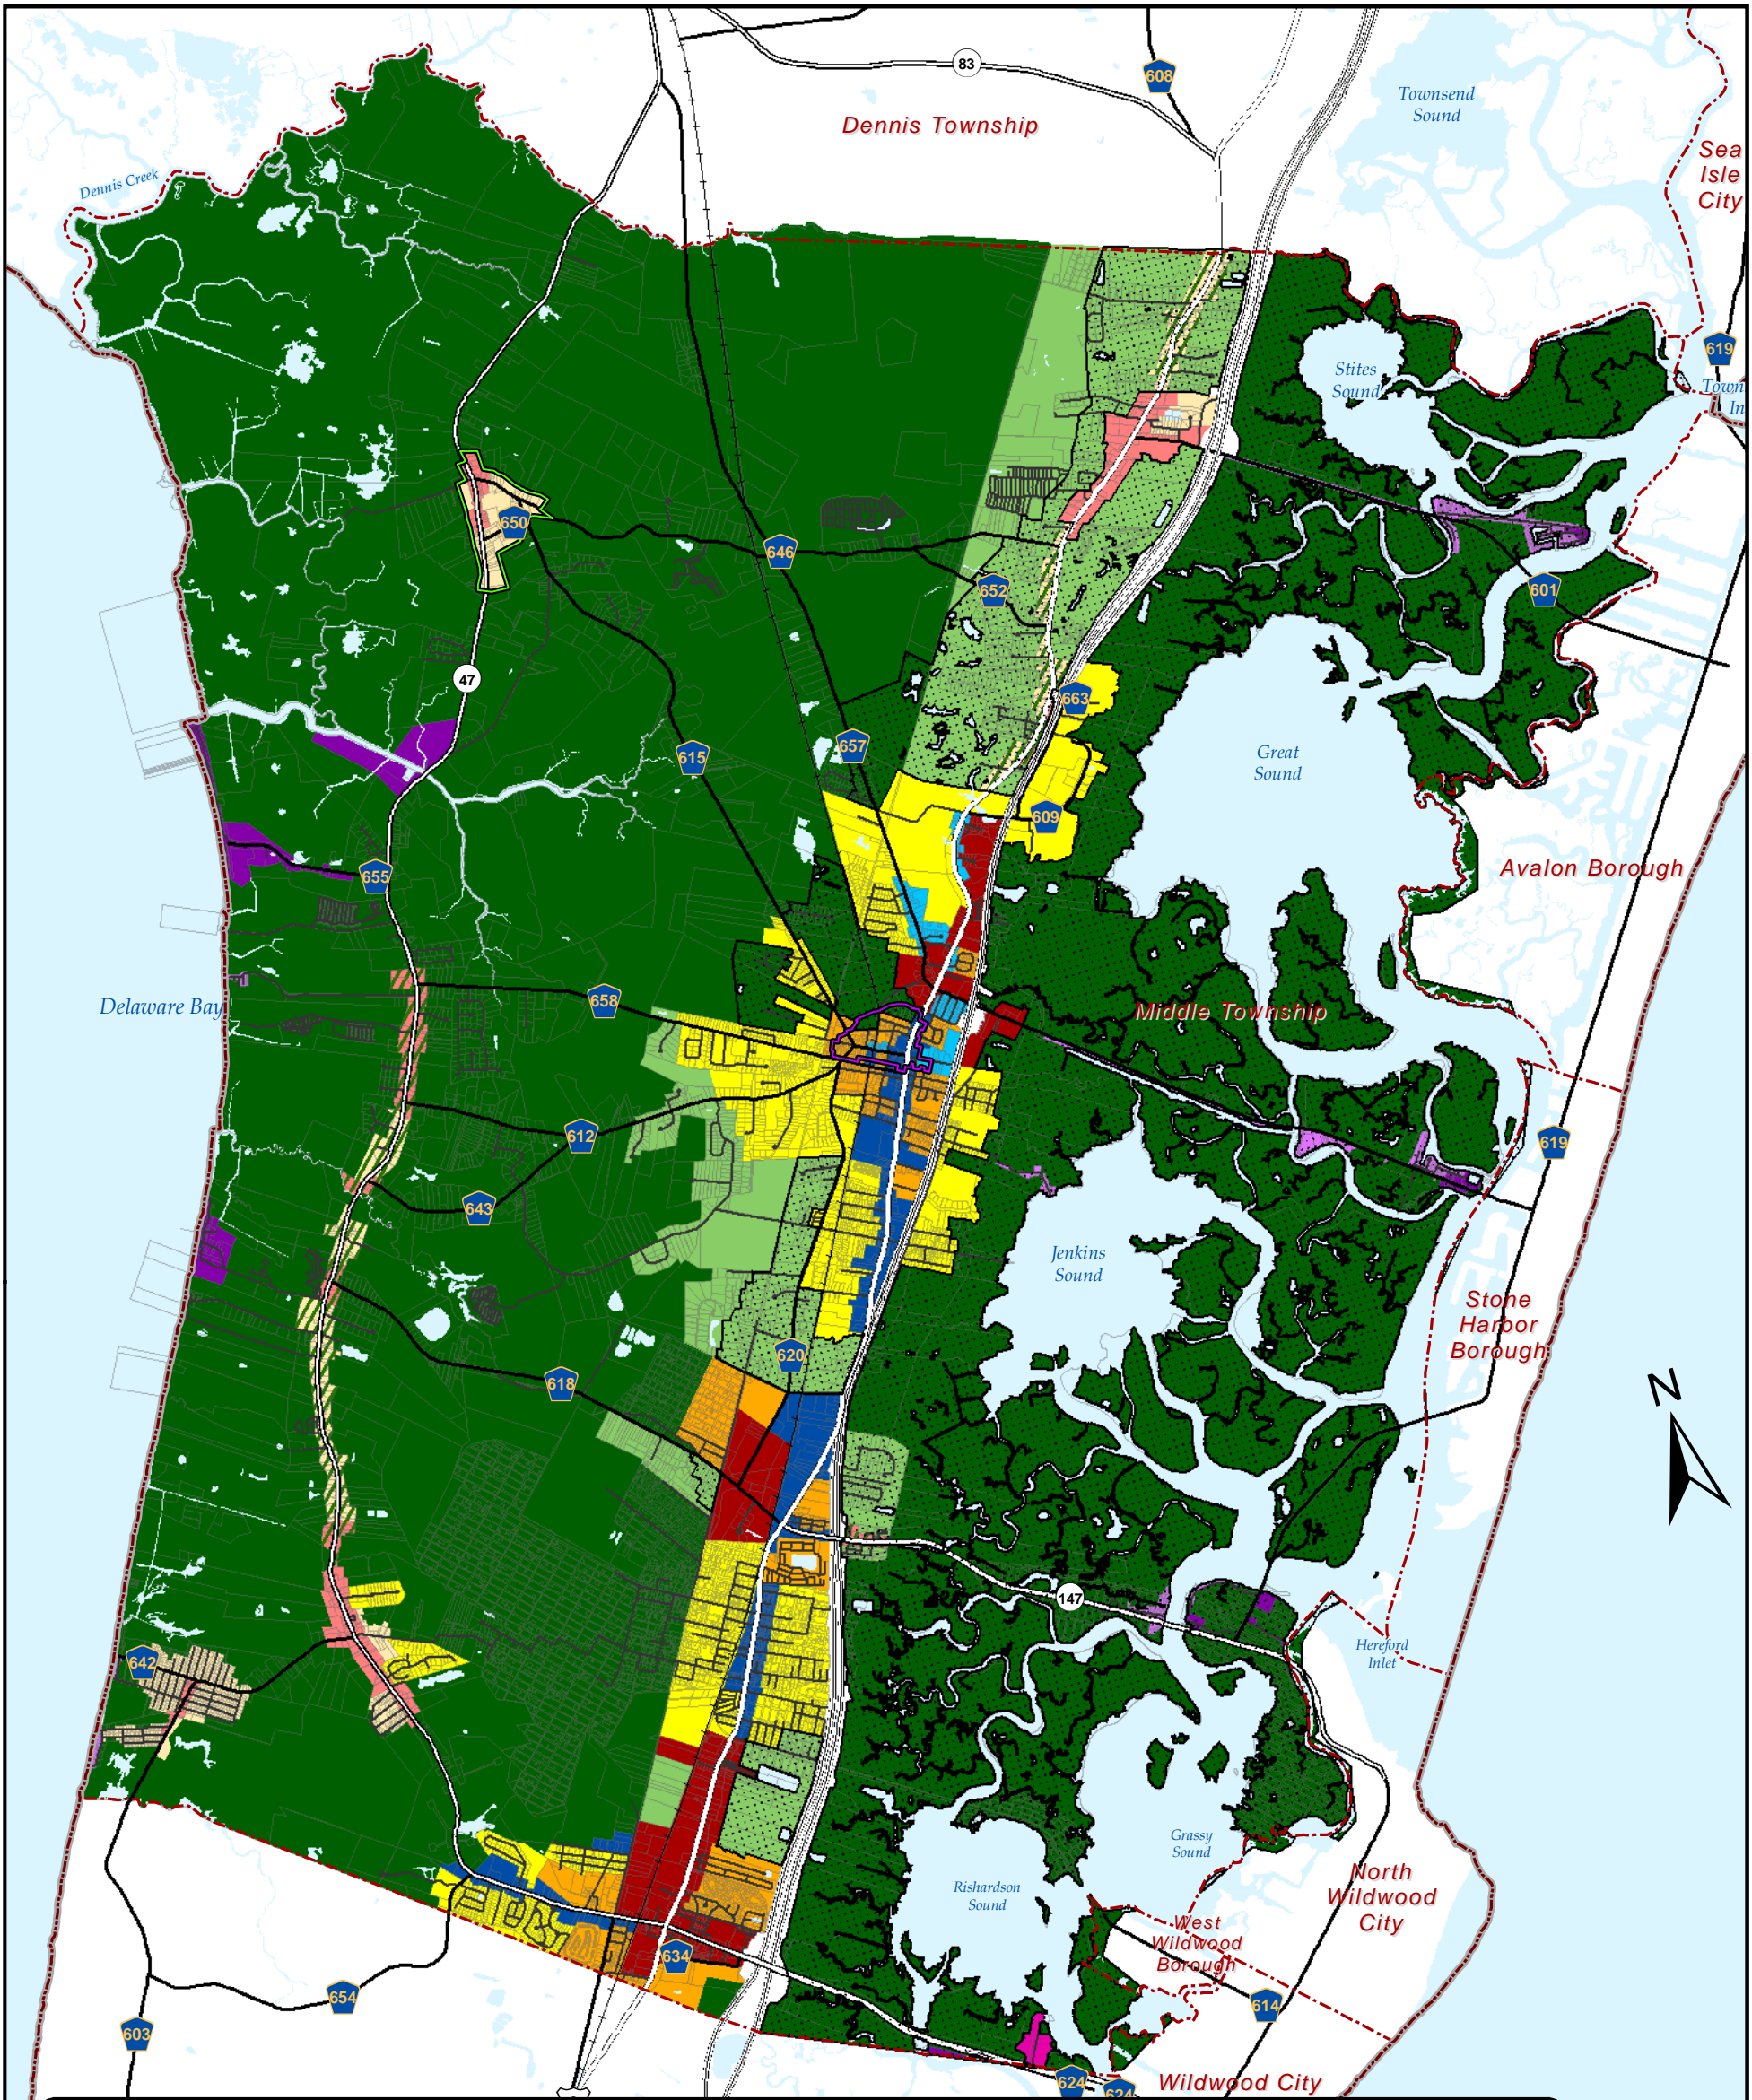 83
608
Townsend
Sound
Dennis Township
Sea
Isle
City
Dennis Creek
619
Stites
Sound
Town
In
650
646
652
601
47
663
615
657
Great
Sound
609
655
Avalon Borough
658
Delaware Bay
Middle Township
612
619
643
Jenkins
Sound
Stone
Harbor
Borough
620
618
N
147
Hereford
Inlet
642
Grassy
Sound
North
Wildwood
City
Rishardson
Sound
West
Wildwood
Borough
634
654
614
603
624
624
Wildwood City